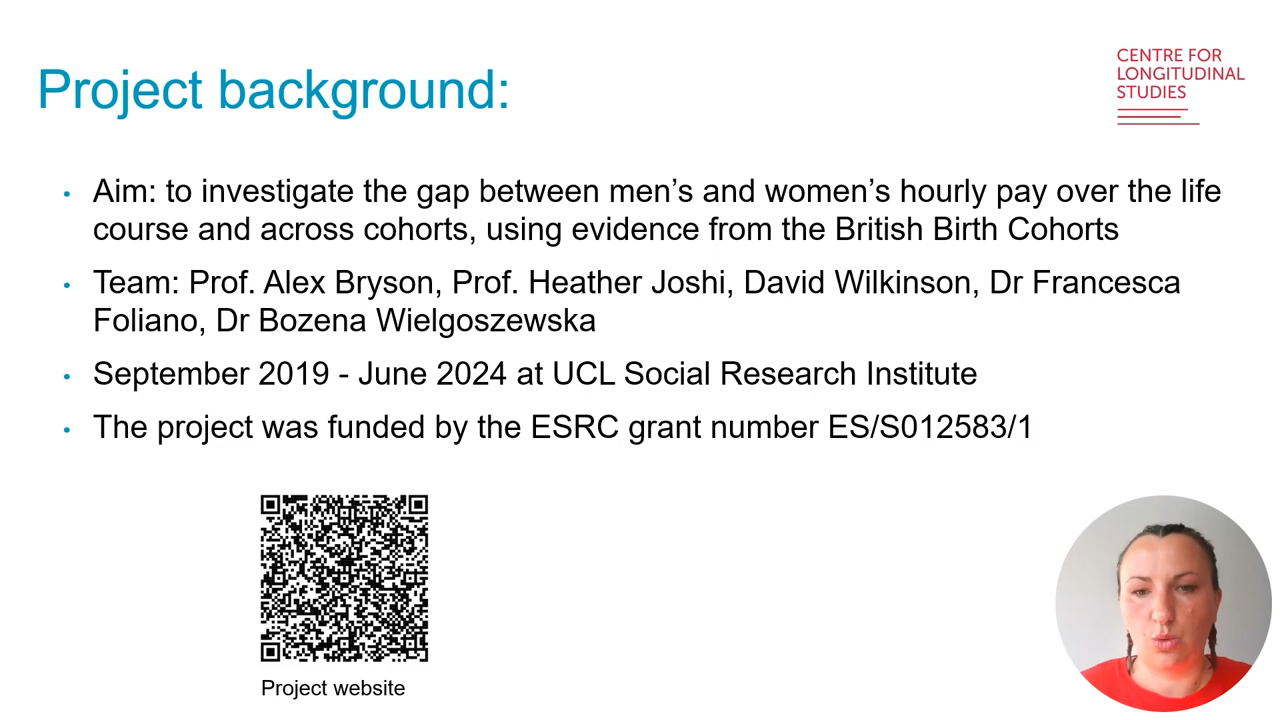 Project background:
CENTRE FOR
LONGITUDINAL
STUDIES
• Aim: to investigate the gap between men’s and women’s hourly pay over the life
course and across cohorts, using evidence from the British Birth Cohorts
• Team: Prof. Alex Bryson, Prof. Heather Joshi, David Wilkinson, Dr Francesca
Foliano, Dr Bozena Wielgoszewska
• September 2019 - June 2024 at UCL Social Research Institute
• The project was funded by the ESRC grant number ES/S012583/1
Project website